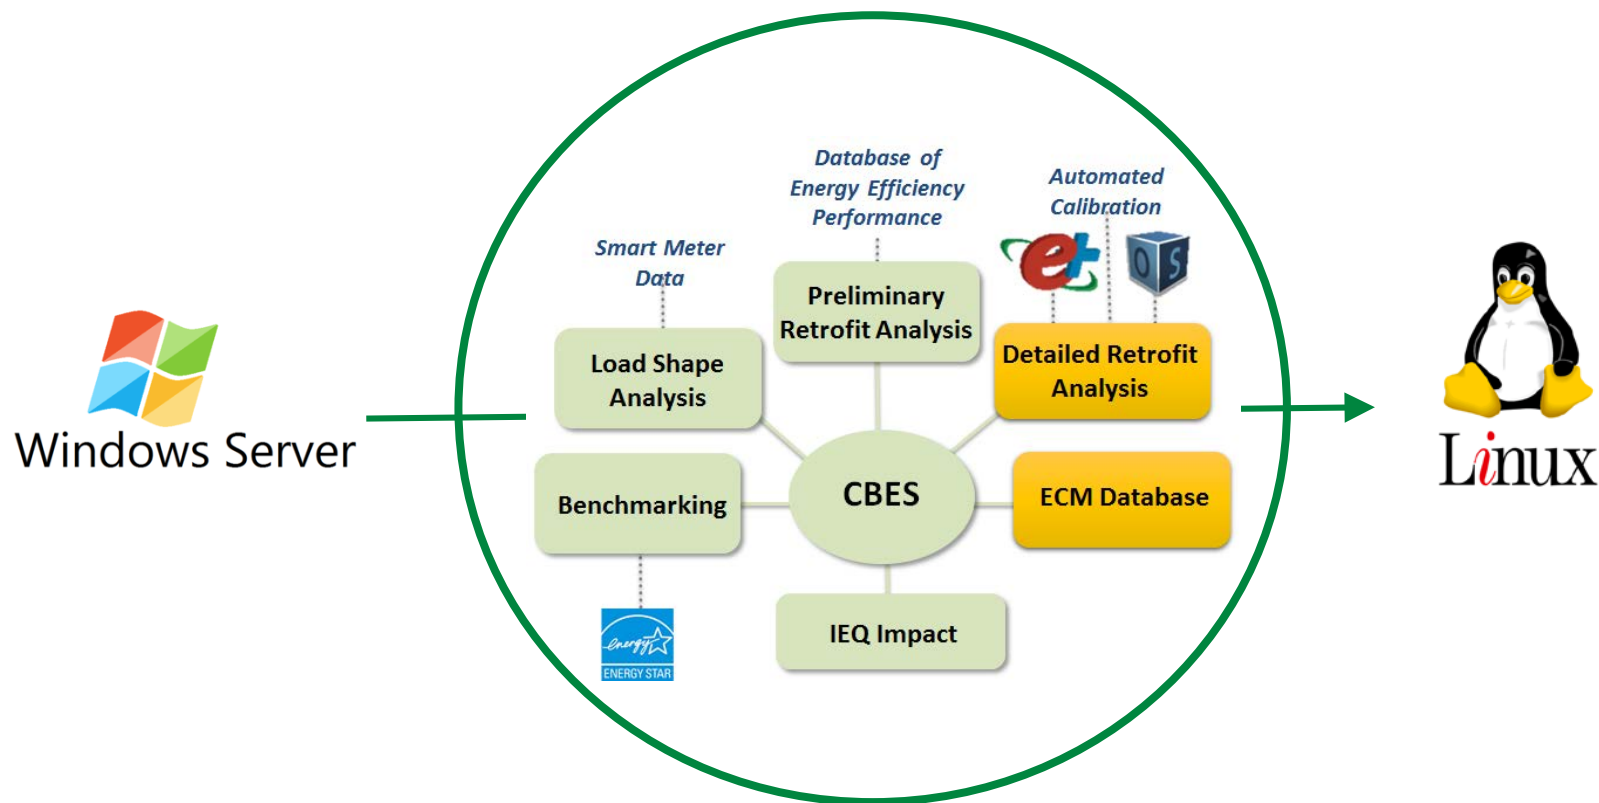 Database of
Energy Efficiency
Performance
Automated
Calibration
Smart Meter
Data
e+
O S
Preliminary
Retrofit Analysis
Load Shape
Analysis
Detailed Retrofit
Analysis
Windows Server
Linux
CBES
Benchmarking
ECM Database
IEQ Impact
energy
ENERGY STAR